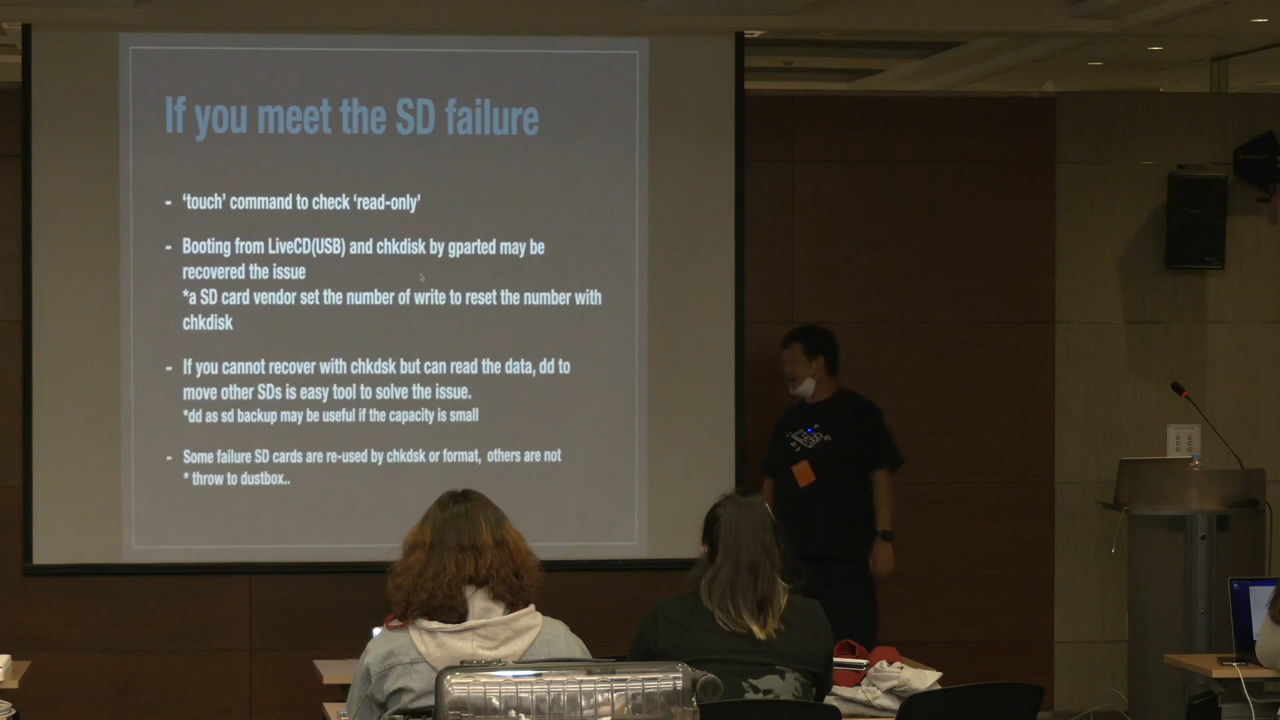 If you meet the SD failure
- ‘touch’ command to check ‘read-only’
- Booting from LiveCD(USB) and chkdisk by gparted may be
recovered the issue
*a SD card vendor set the number of write to reset the number with
chkdisk
- If you cannot recover with chkdsk but can read the data, dd to
move other SDs is easy tool to solve the issue.
*dd as sd backup may be useful if the capacity is small
- Some failure SD cards are re-used by chkdsk or format, others are not
* throw to dustbox..